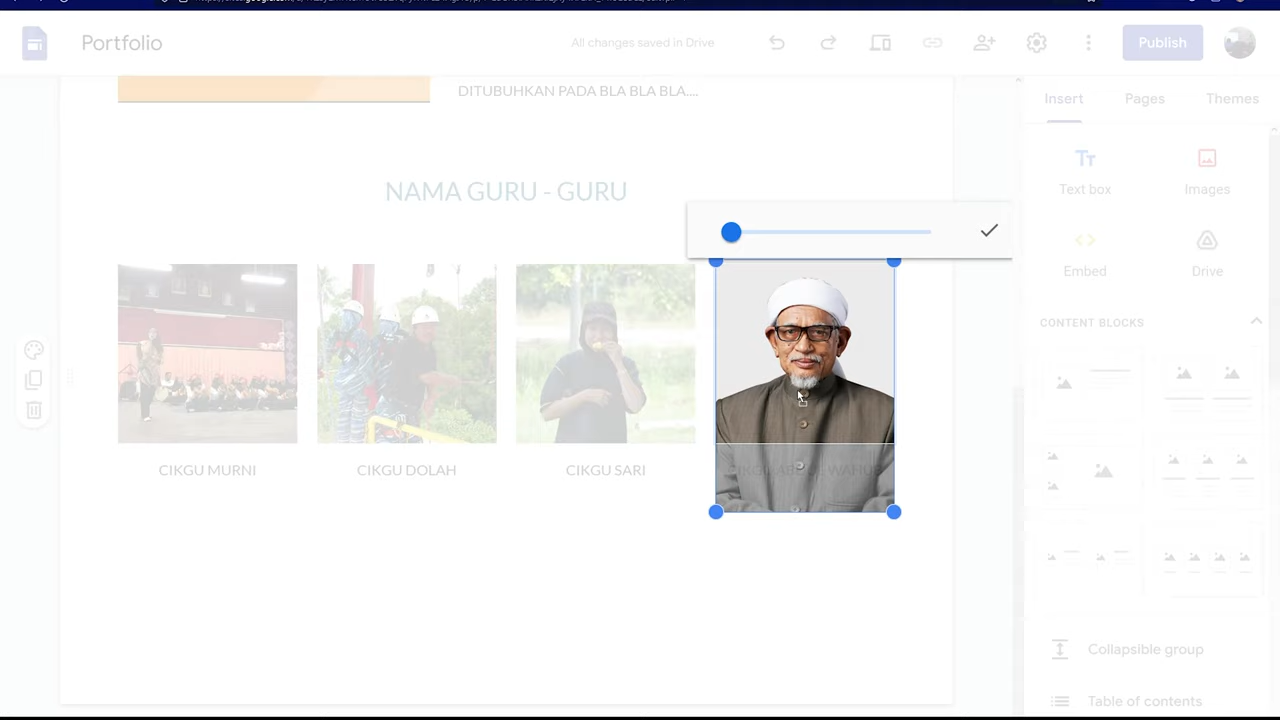 Portfolio
All changes saved in Drive
Publish
DITUBUHKAN PADA BLA BLA BLA....
Insert
Pages
Themes
Text box
Images
NAMA GURU - GURU
Embed
Drive
CONTENT BLOCKS
CIKGU MURNI
CIKGU DOLAH
CIKGU SARI
Collapsible group
Table of contents